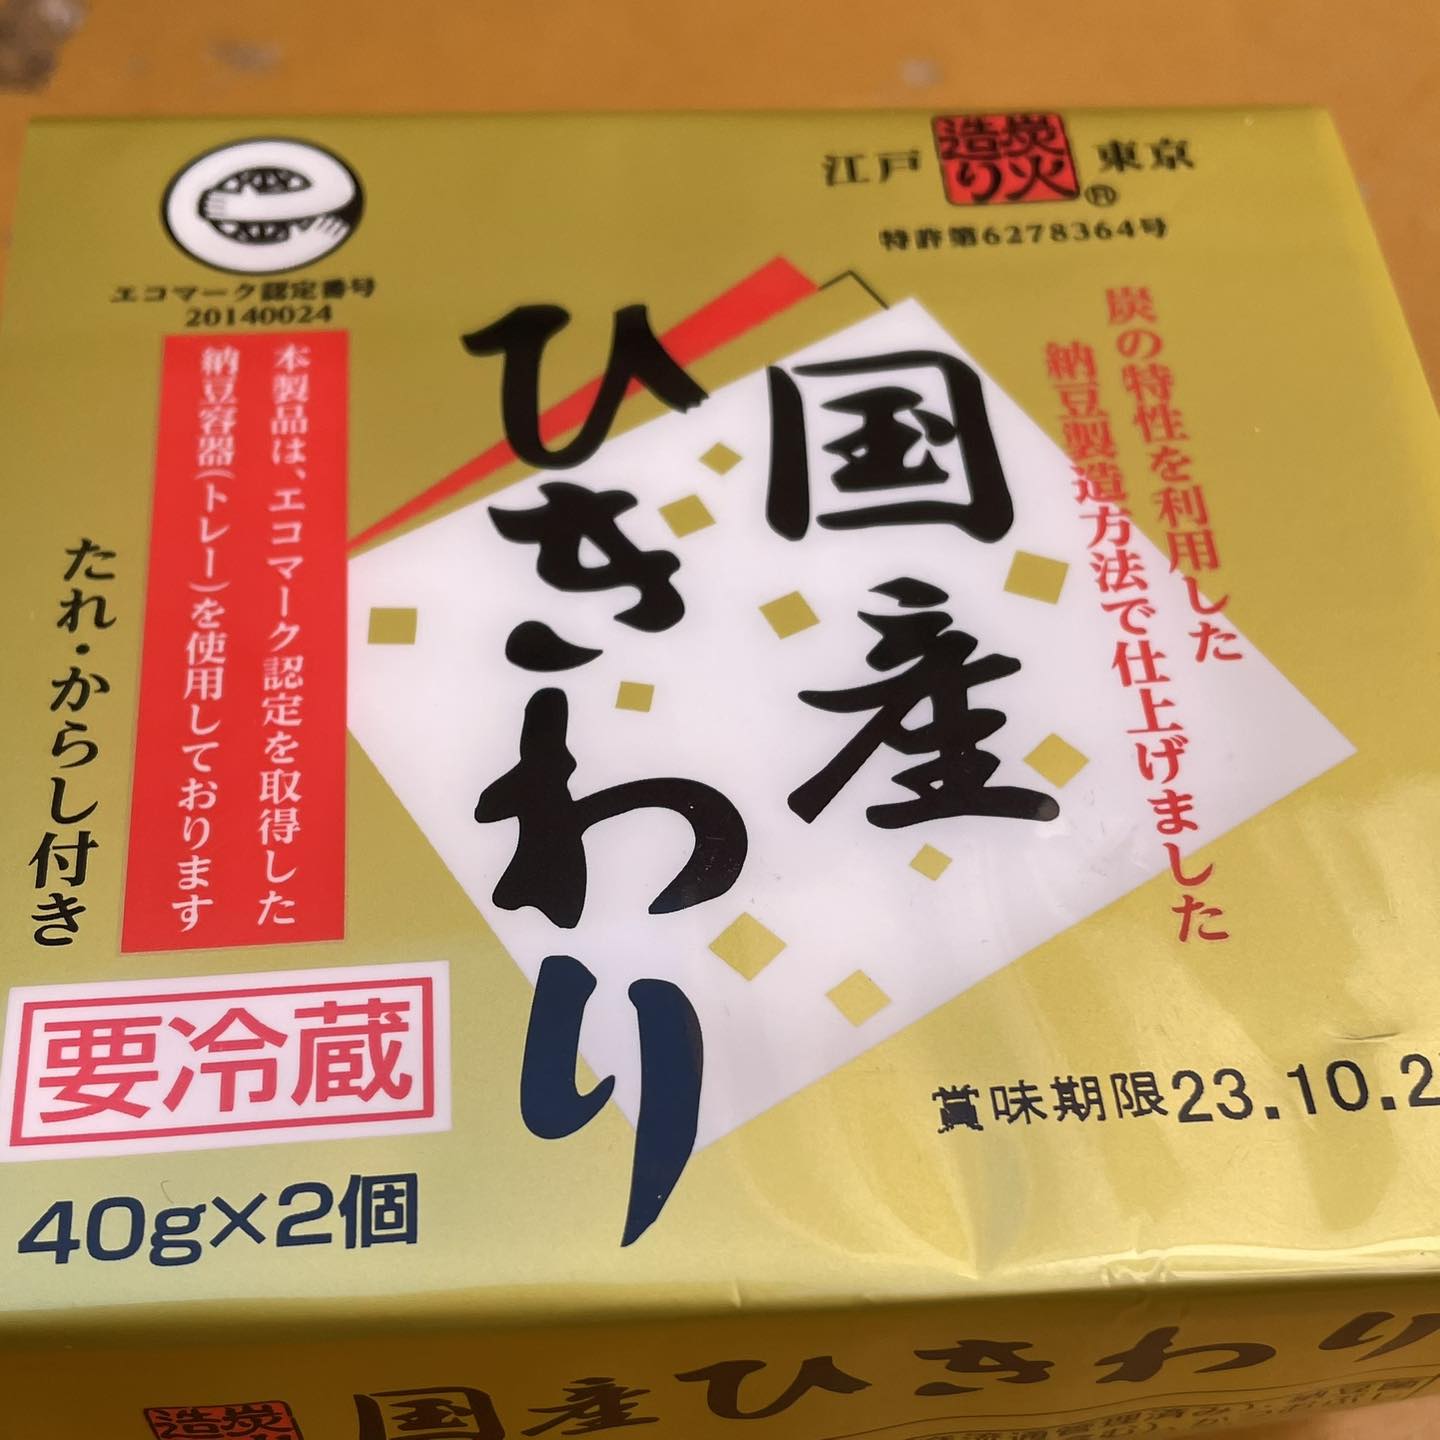 エコマーク認定番号
20140024
江戸
炭火
造り
®
東京
特許第6278364号
炭の特性を利用した
納豆製造方法で仕上げました
国産
ひきわり
本製品は、エコマーク認定を取得した
納豆容器(トレー)を使用しております
たれ・からし付き
要冷蔵
40g×2個
賞味期限23.10.2
炭火
造
国産ひきわり